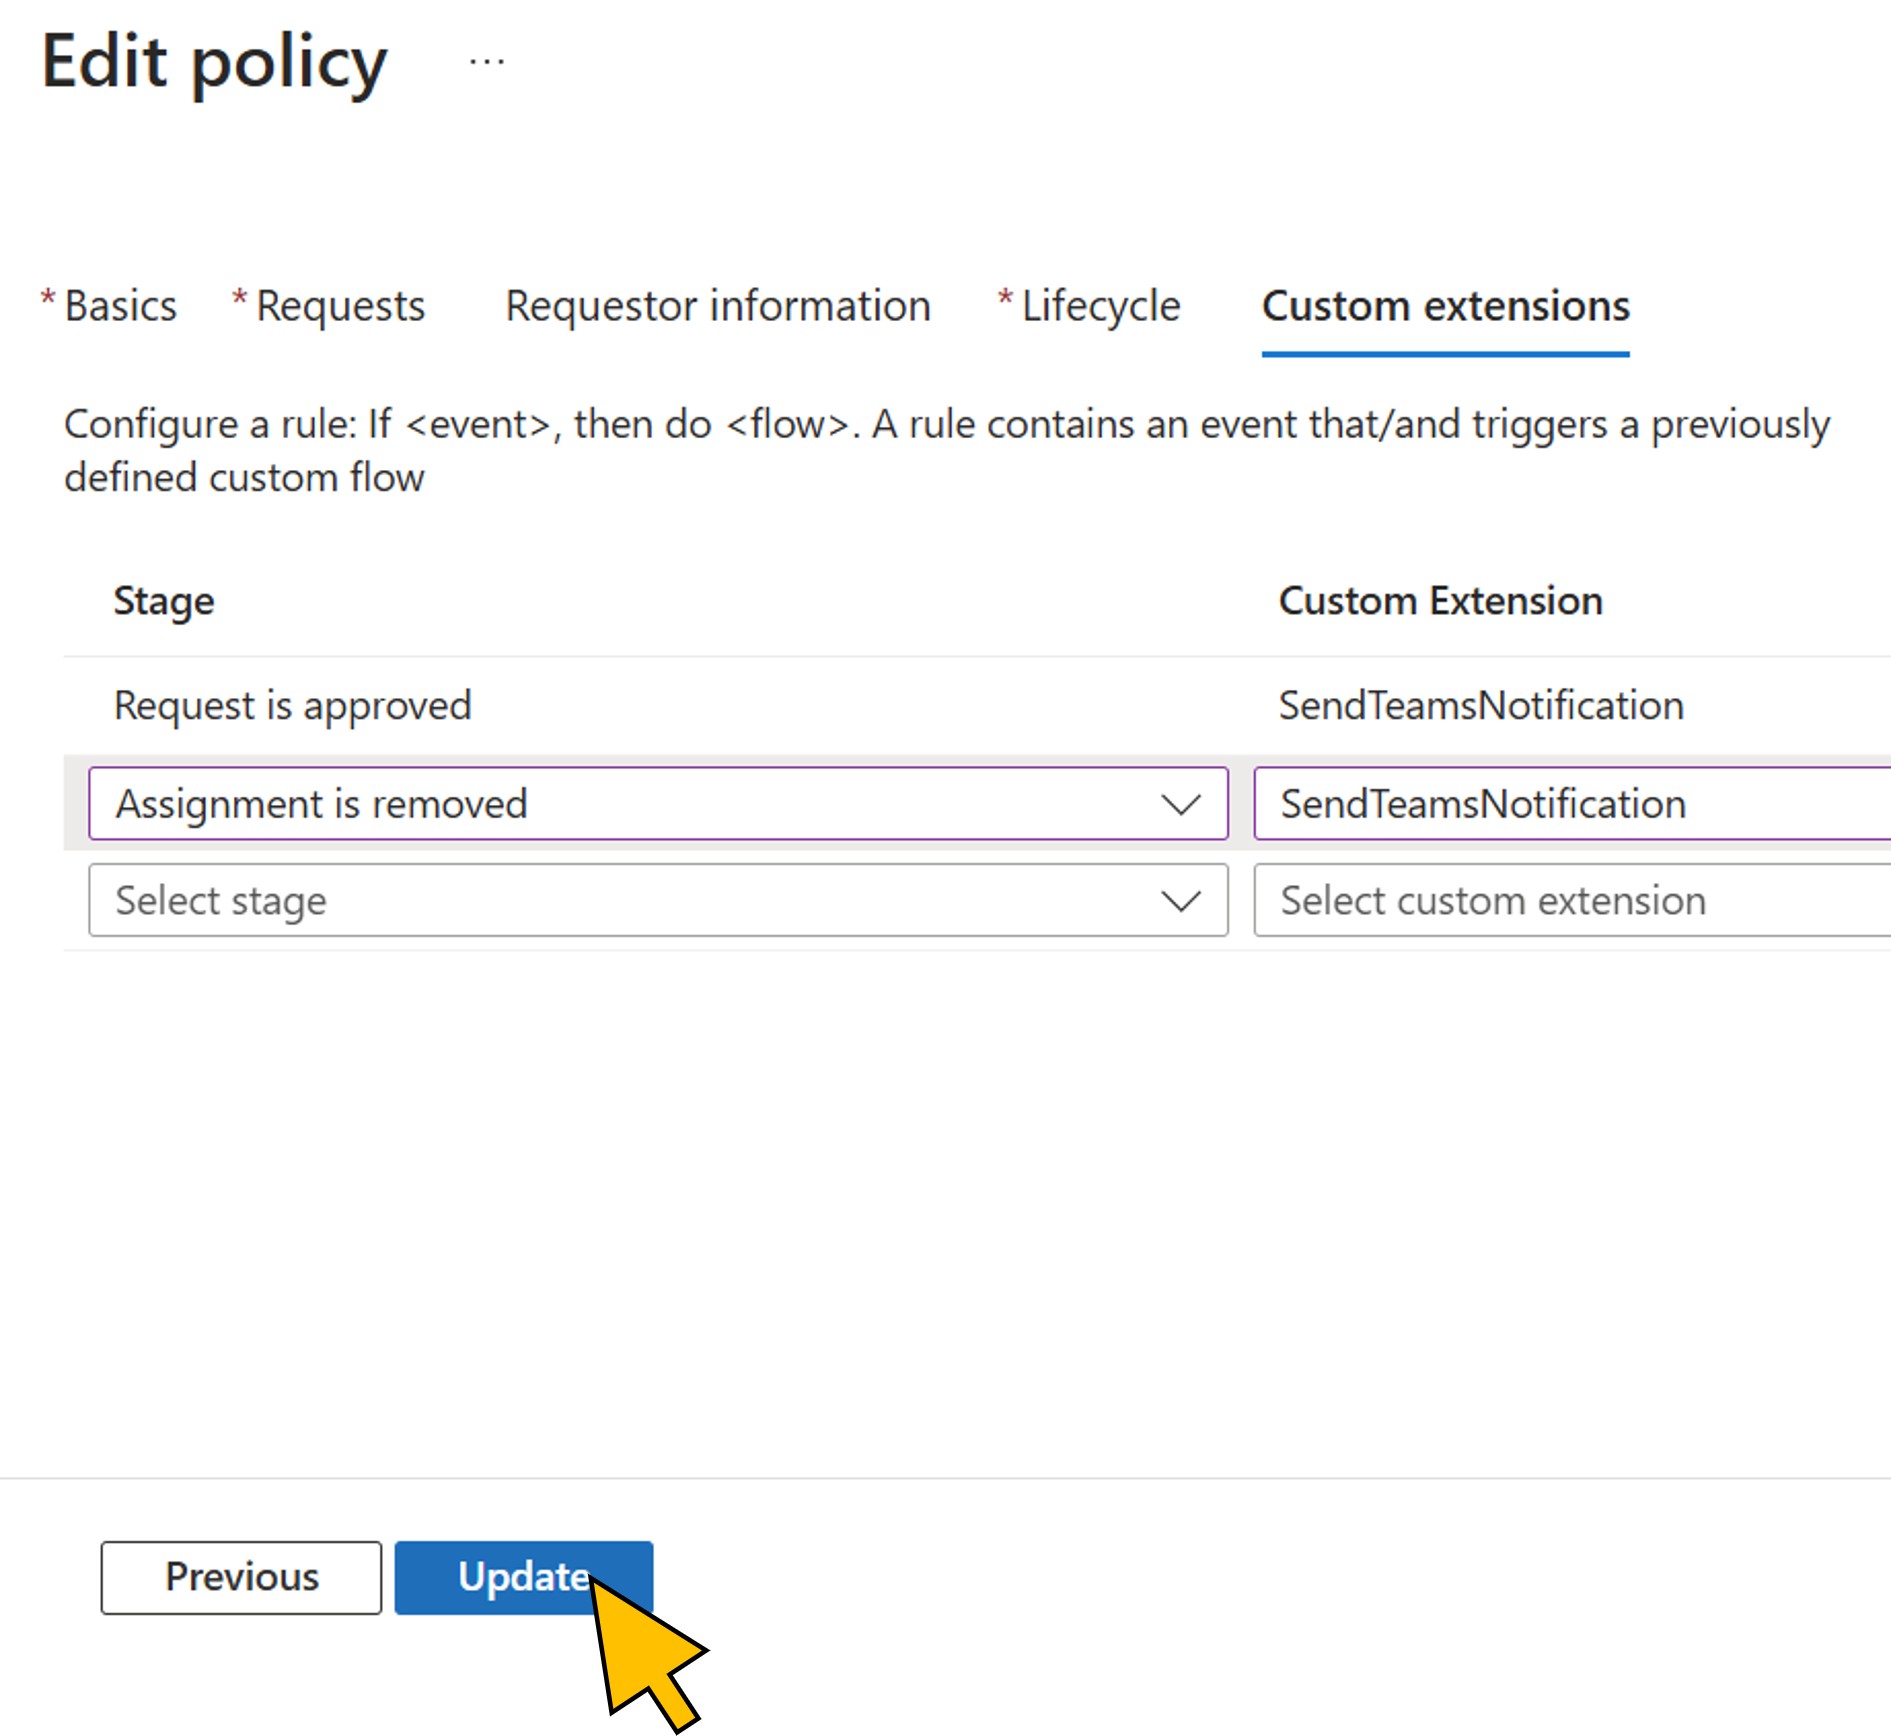 Edit policy ...
* Basics * Requests Requestor information * Lifecycle Custom extensions
Configure a rule: If <event>, then do <flow>. A rule contains an event that/and triggers a previously
defined custom flow
Stage Custom Extension
Request is approved SendTeamsNotification
Assignment is removed SendTeamsNotification
Select stage Select custom extension
Previous Update